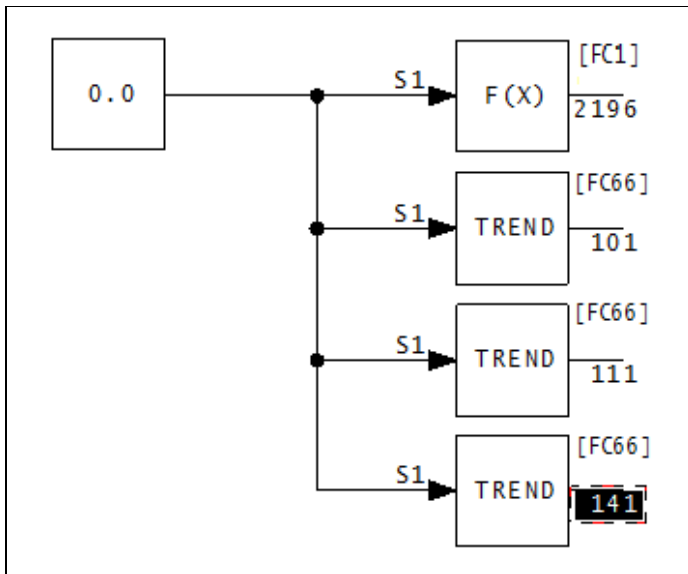 0.0
S1
F(X)
[FC1]
2196
S1
TREND
[FC66]
101
S1
TREND
[FC66]
111
S1
TREND
[FC66]
141